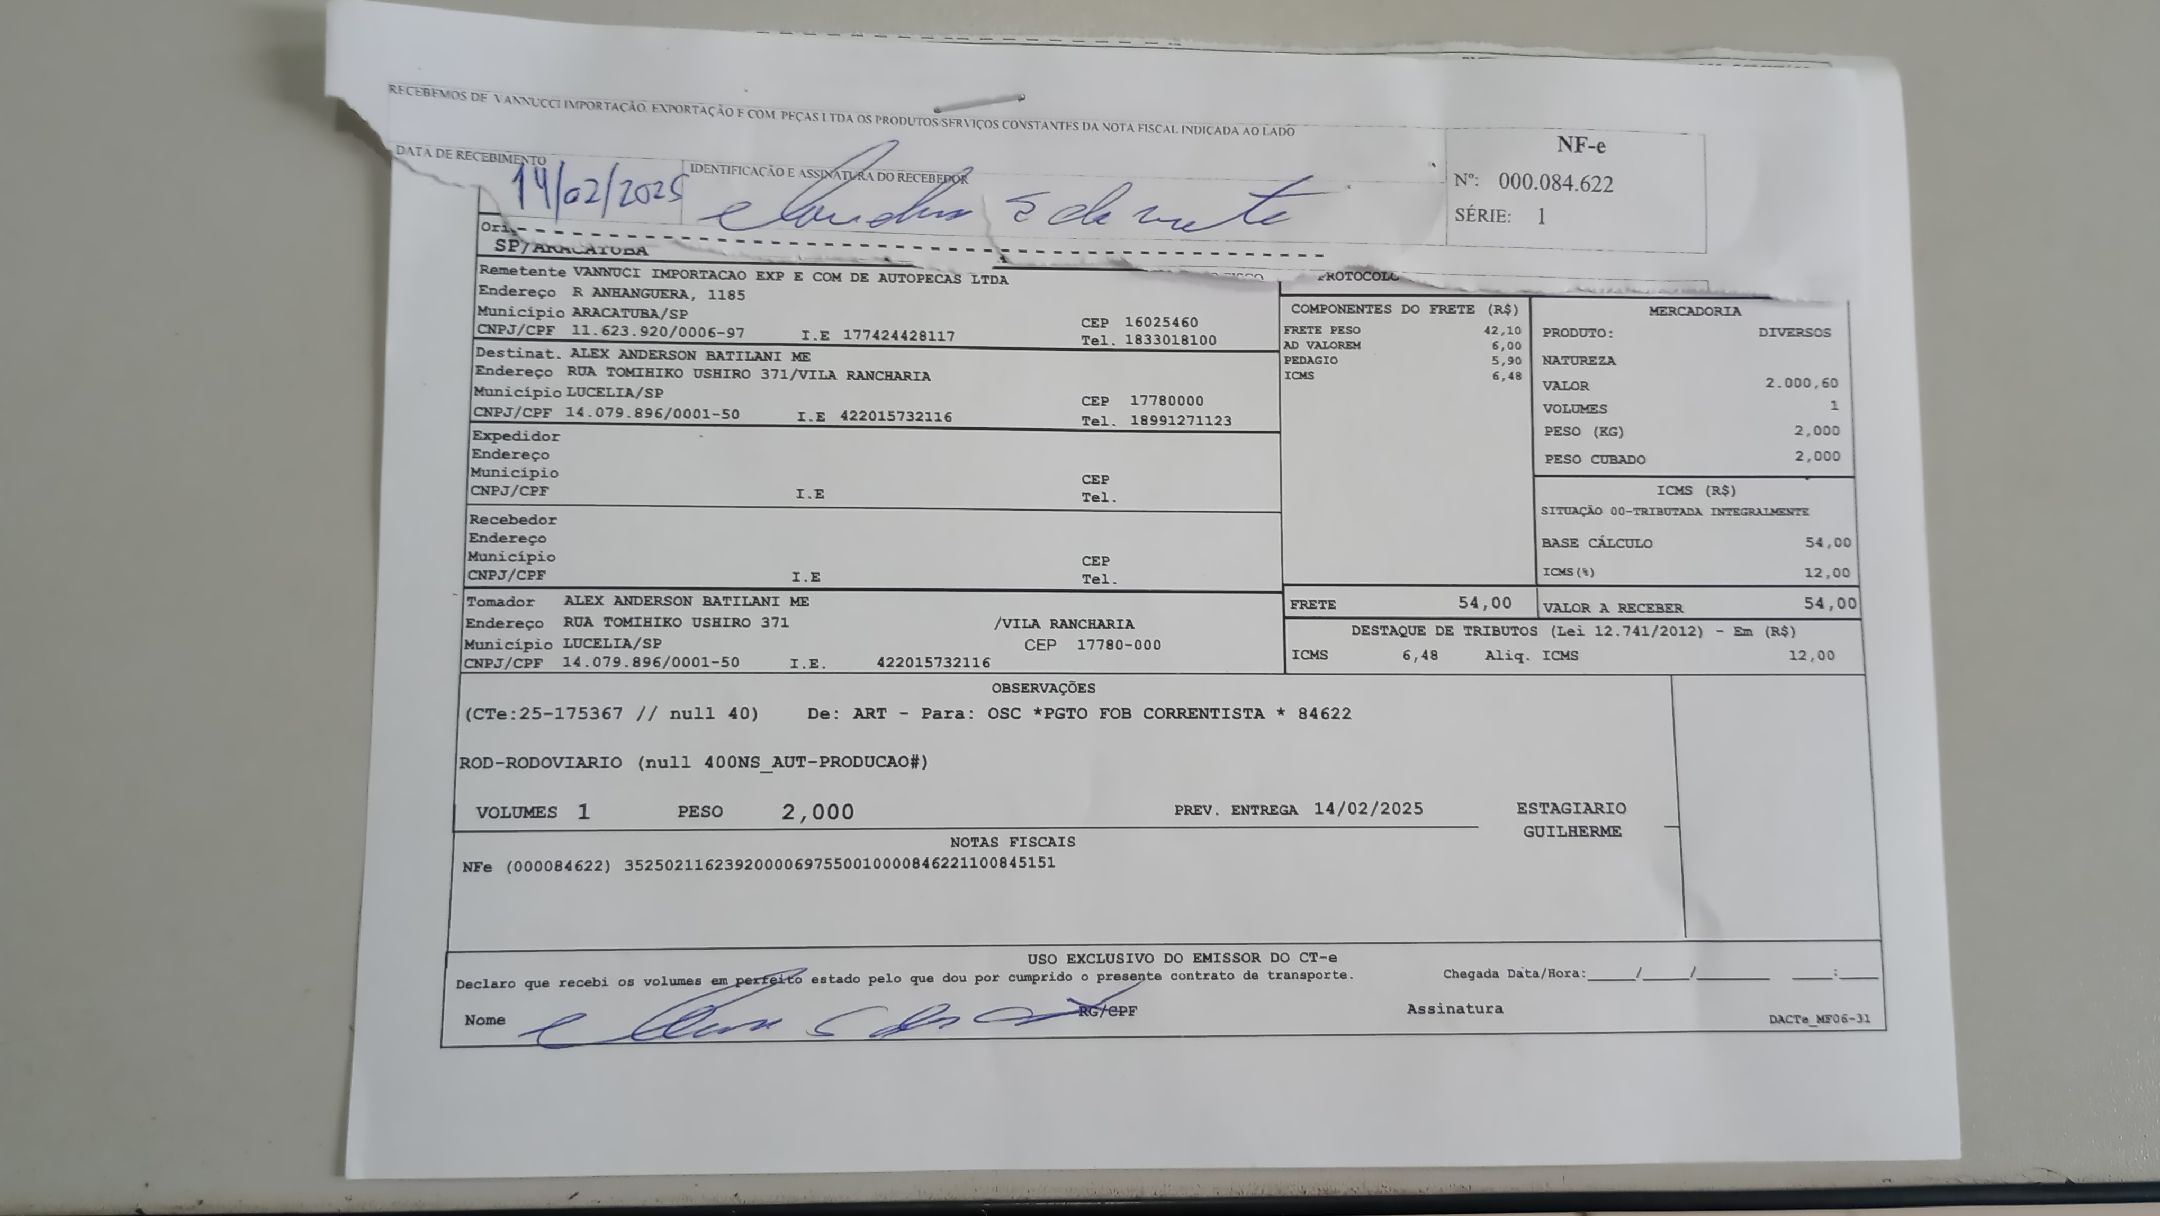 RECEBEMOS DE VANNUCCI IMPORTAÇÃO, EXPORTAÇÃO E COM PEÇAS LTDA OS PRODUTOS/SERVIÇOS CONSTANTES DA NOTA FISCAL INDICADA AO LADO
NF-e
Nº: 000.084.622
SÉRIE: 1
DATA DE RECEBIMENTO
14/02/2025
IDENTIFICAÇÃO E ASSINATURA DO RECEBEDOR
SP/ARACATUBA
Remetente VANNUCI IMPORTACAO EXP E COM DE AUTOPECAS LTDA
Endereço R ANHANGUERA, 1185
Município ARACATUBA/SP CEP 16025460
CNPJ/CPF 11.623.920/0006-97 I.E 177424428117 Tel. 1833018100
Destinat. ALEX ANDERSON BATILANI ME
Endereço RUA TOMIHIKO USHIRO 371/VILA RANCHARIA
Município LUCELIA/SP CEP 17780000
CNPJ/CPF 14.079.896/0001-50 I.E 422015732116 Tel. 18991271123
Expedidor
Endereço
Município CEP
CNPJ/CPF I.E Tel.
Recebedor
Endereço
Município CEP
CNPJ/CPF I.E Tel.
Tomador ALEX ANDERSON BATILANI ME
Endereço RUA TOMIHIKO USHIRO 371 /VILA RANCHARIA
Município LUCELIA/SP CEP 17780-000
CNPJ/CPF 14.079.896/0001-50 I.E. 422015732116
PROTOCOLO
COMPONENTES DO FRETE (R$)
FRETE PESO 42,10
AD VALOREM 6,00
PEDAGIO 5,90
ICMS 6,48
MERCADORIA
PRODUTO: DIVERSOS
NATUREZA
VALOR 2.000,60
VOLUMES 1
PESO (KG) 2,000
PESO CUBADO 2,000
ICMS (R$)
SITUAÇÃO 00-TRIBUTADA INTEGRALMENTE
BASE CÁLCULO 54,00
ICMS(%) 12,00
FRETE 54,00 VALOR A RECEBER 54,00
DESTAQUE DE TRIBUTOS (Lei 12.741/2012) - Em (R$)
ICMS 6,48 Aliq. ICMS 12,00
OBSERVAÇÕES
(CTe:25-175367 // null 40) De: ART - Para: OSC *PGTO FOB CORRENTISTA * 84622
ROD-RODOVIARIO (null 400NS_AUT-PRODUCAO#)
VOLUMES 1 PESO 2,000 PREV. ENTREGA 14/02/2025 ESTAGIARIO
GUILHERME
NOTAS FISCAIS
NFe (000084622) 35250211623920000697550010000846221100845151
USO EXCLUSIVO DO EMISSOR DO CT-e
Declaro que recebi os volumes em perfeito estado pelo que dou por cumprido o presente contrato de transporte. Chegada Data/Hora:____/____/______ ___:___
Nome RG/CPF Assinatura
DACTe_MF06-31